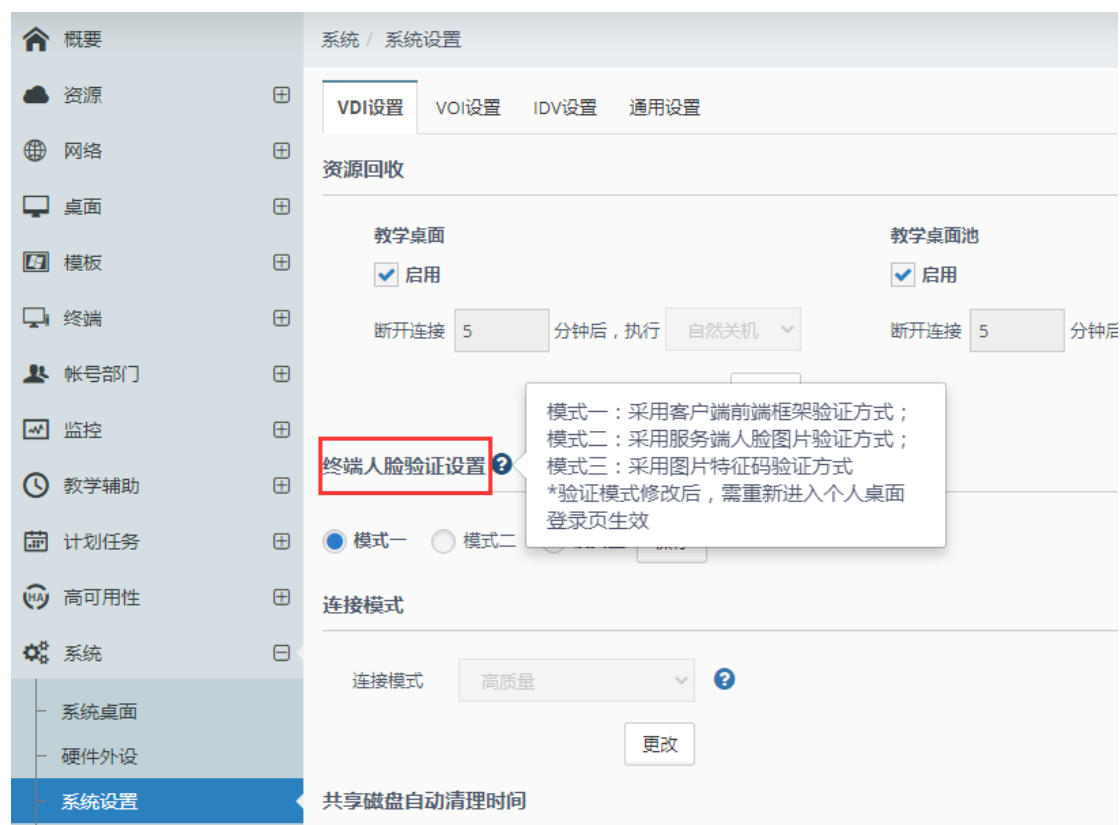 概要
资源
网络
桌面
模板
终端
帐号部门
监控
教学辅助
计划任务
高可用性
系统
系统桌面
硬件外设
系统设置
系统 / 系统设置
VDI设置 VOI设置 IDV设置 通用设置
资源回收
教学桌面 教学桌面池
启用 启用
断开连接 5 分钟后，执行 自然关机 断开连接 5 分钟后
终端人脸验证设置
模式一：采用客户端前端框架验证方式；
模式二：采用服务端人脸图片验证方式；
模式三：采用图片特征码验证方式
*验证模式修改后，需重新进入个人桌面
登录页生效
模式一 模式二
连接模式
连接模式 高质量
更改
共享磁盘自动清理时间